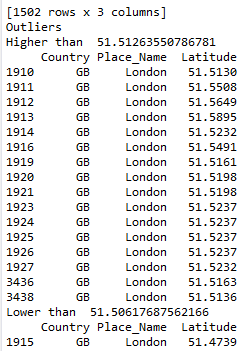 [1502 rows x 3 columns]
Outliers
Higher than  51.51263550786781
Country Place_Name  Latitude
1910 GB London 51.5130
1911 GB London 51.5508
1912 GB London 51.5649
1913 GB London 51.5895
1914 GB London 51.5232
1916 GB London 51.5491
1919 GB London 51.5161
1920 GB London 51.5198
1921 GB London 51.5198
1923 GB London 51.5237
1924 GB London 51.5237
1925 GB London 51.5237
1926 GB London 51.5237
1927 GB London 51.5232
3436 GB London 51.5163
3438 GB London 51.5136
Lower than  51.50617687562166
Country Place_Name  Latitude
1915 GB London 51.4739